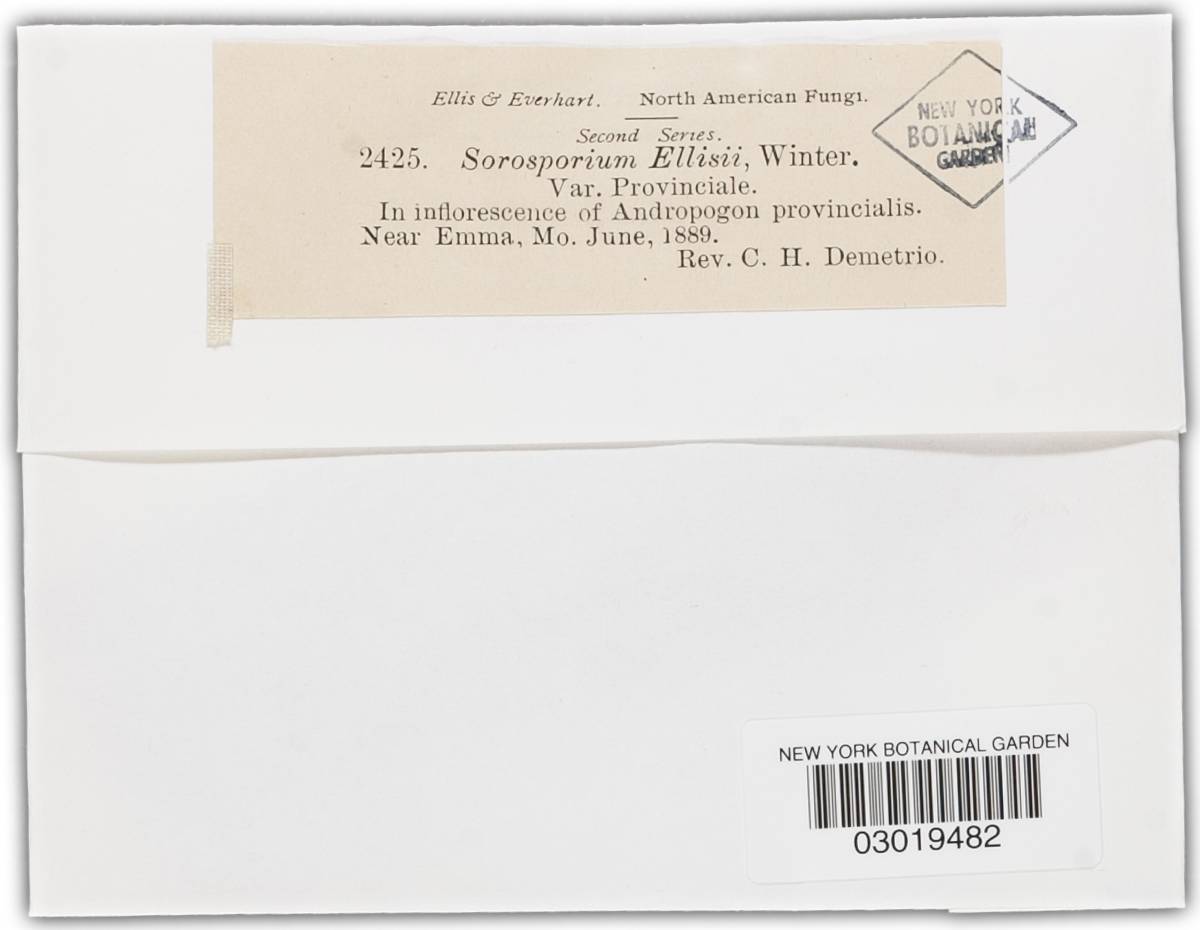 Ellis & Everhart. North American Fungi.
Second Series.
2425. Sorosporium Ellisii, Winter.
Var. Provinciale.
In inflorescence of Andropogon provincialis.
Near Emma, Mo. June, 1889.
Rev. C. H. Demetrio.
NEW YORK
BOTANICAL
GARDEN
NEW YORK BOTANICAL GARDEN
03019482